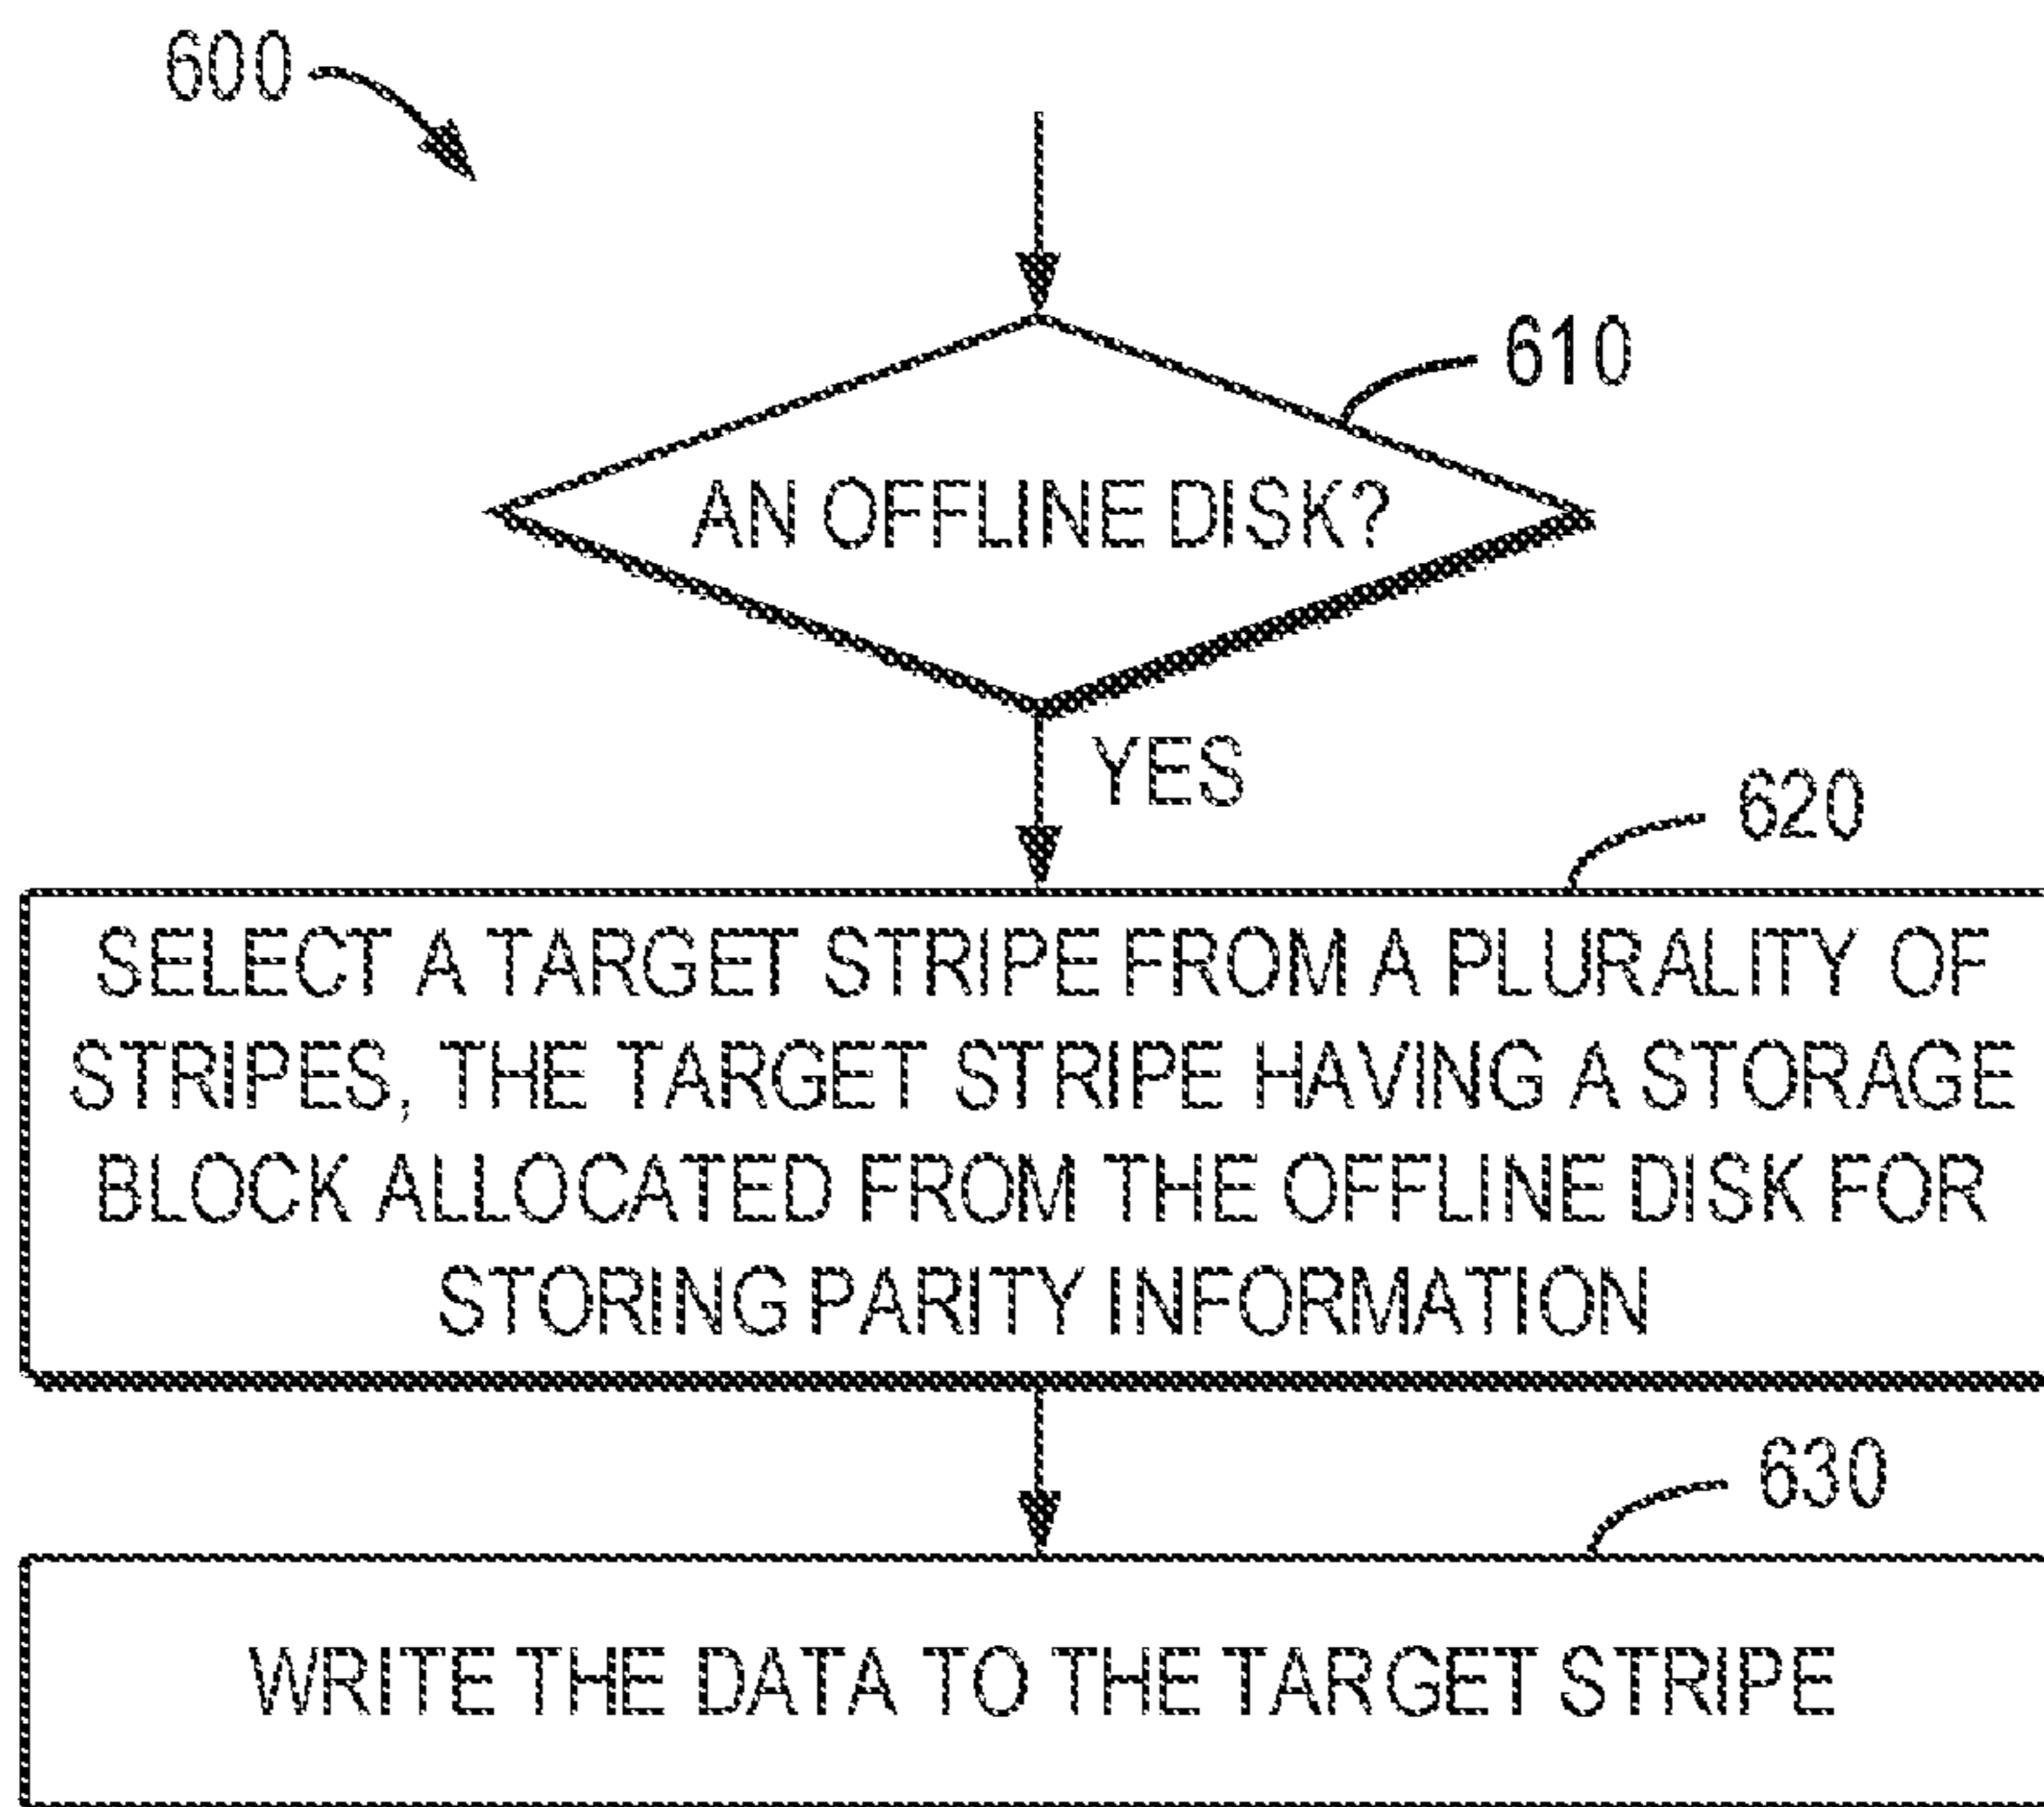 600
610
AN OFFLINE DISK?
YES
620
SELECT A TARGET STRIPE FROM A PLURALITY OF
STRIPES, THE TARGET STRIPE HAVING A STORAGE
BLOCK ALLOCATED FROM THE OFFLINE DISK FOR
STORING PARITY INFORMATION
630
WRITE THE DATA TO THE TARGET STRIPE